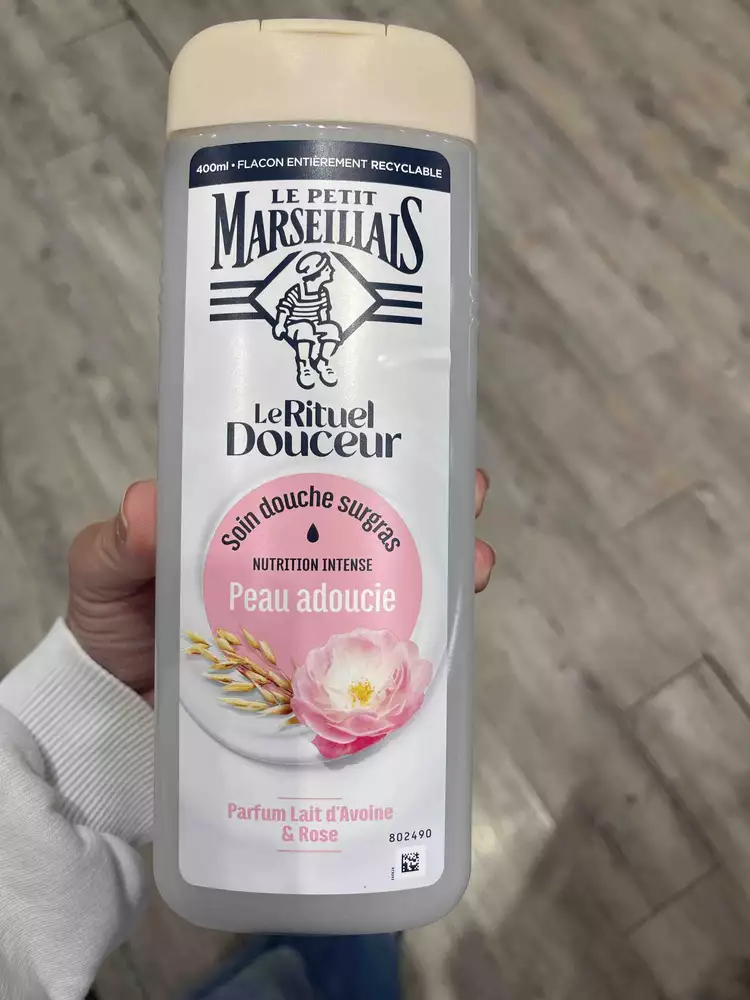 400ml • FLACON ENTIÈREMENT RECYCLABLE
LE PETIT
MARSEILLAIS
Le Rituel
Douceur
Soin douche surgras
NUTRITION INTENSE
Peau adoucie
Parfum Lait d'Avoine
& Rose
802490